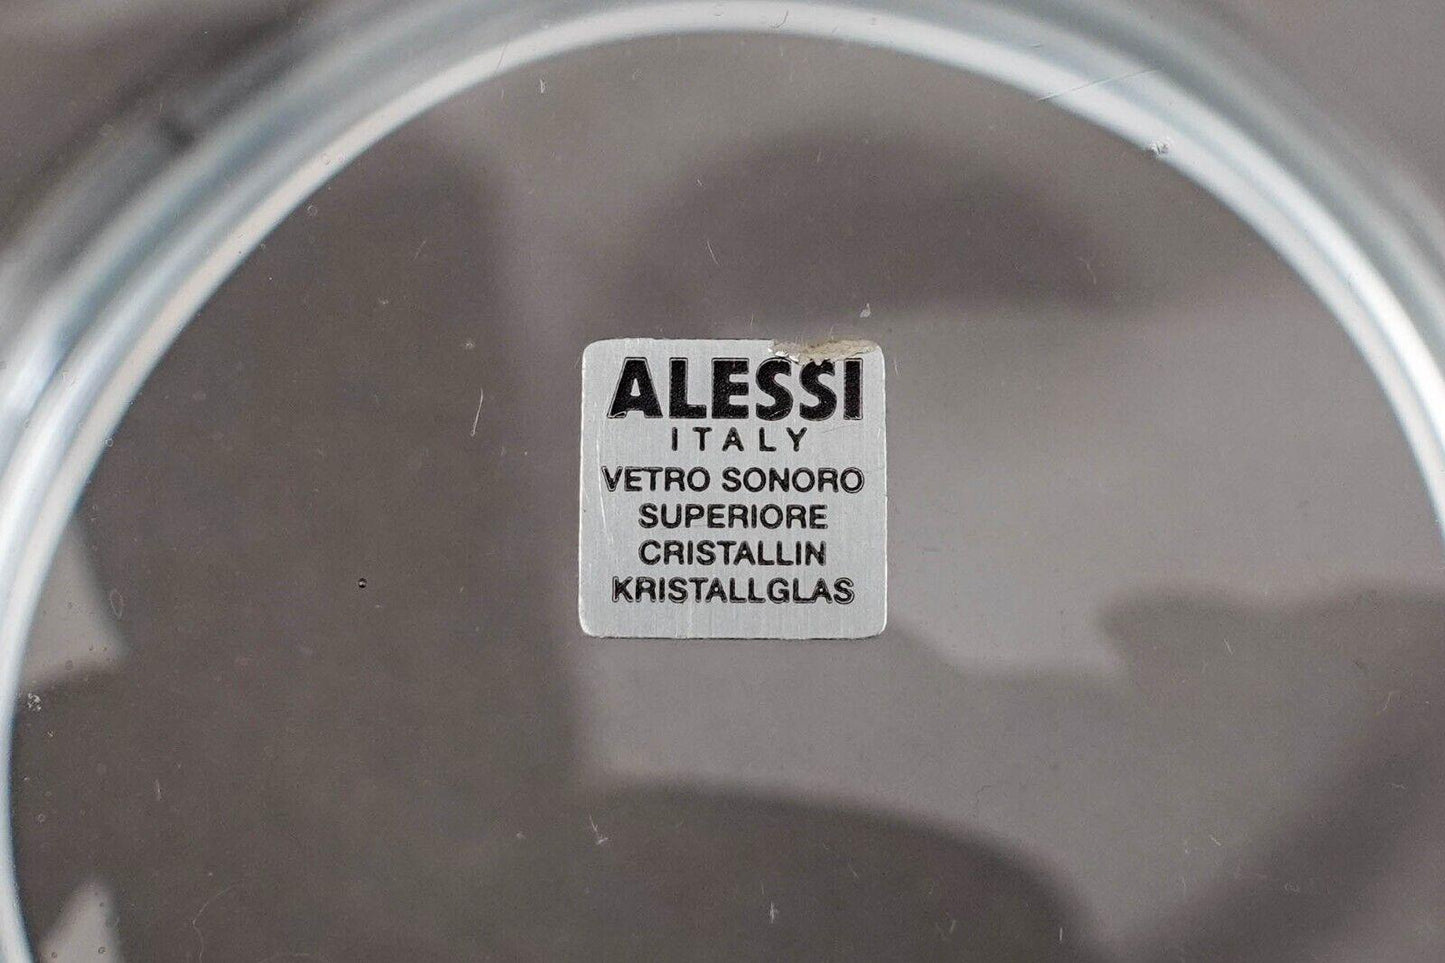 ALESSI
ITALY
VETRO SONORO
SUPERIORE
CRISTALLIN
KRISTALLGLAS